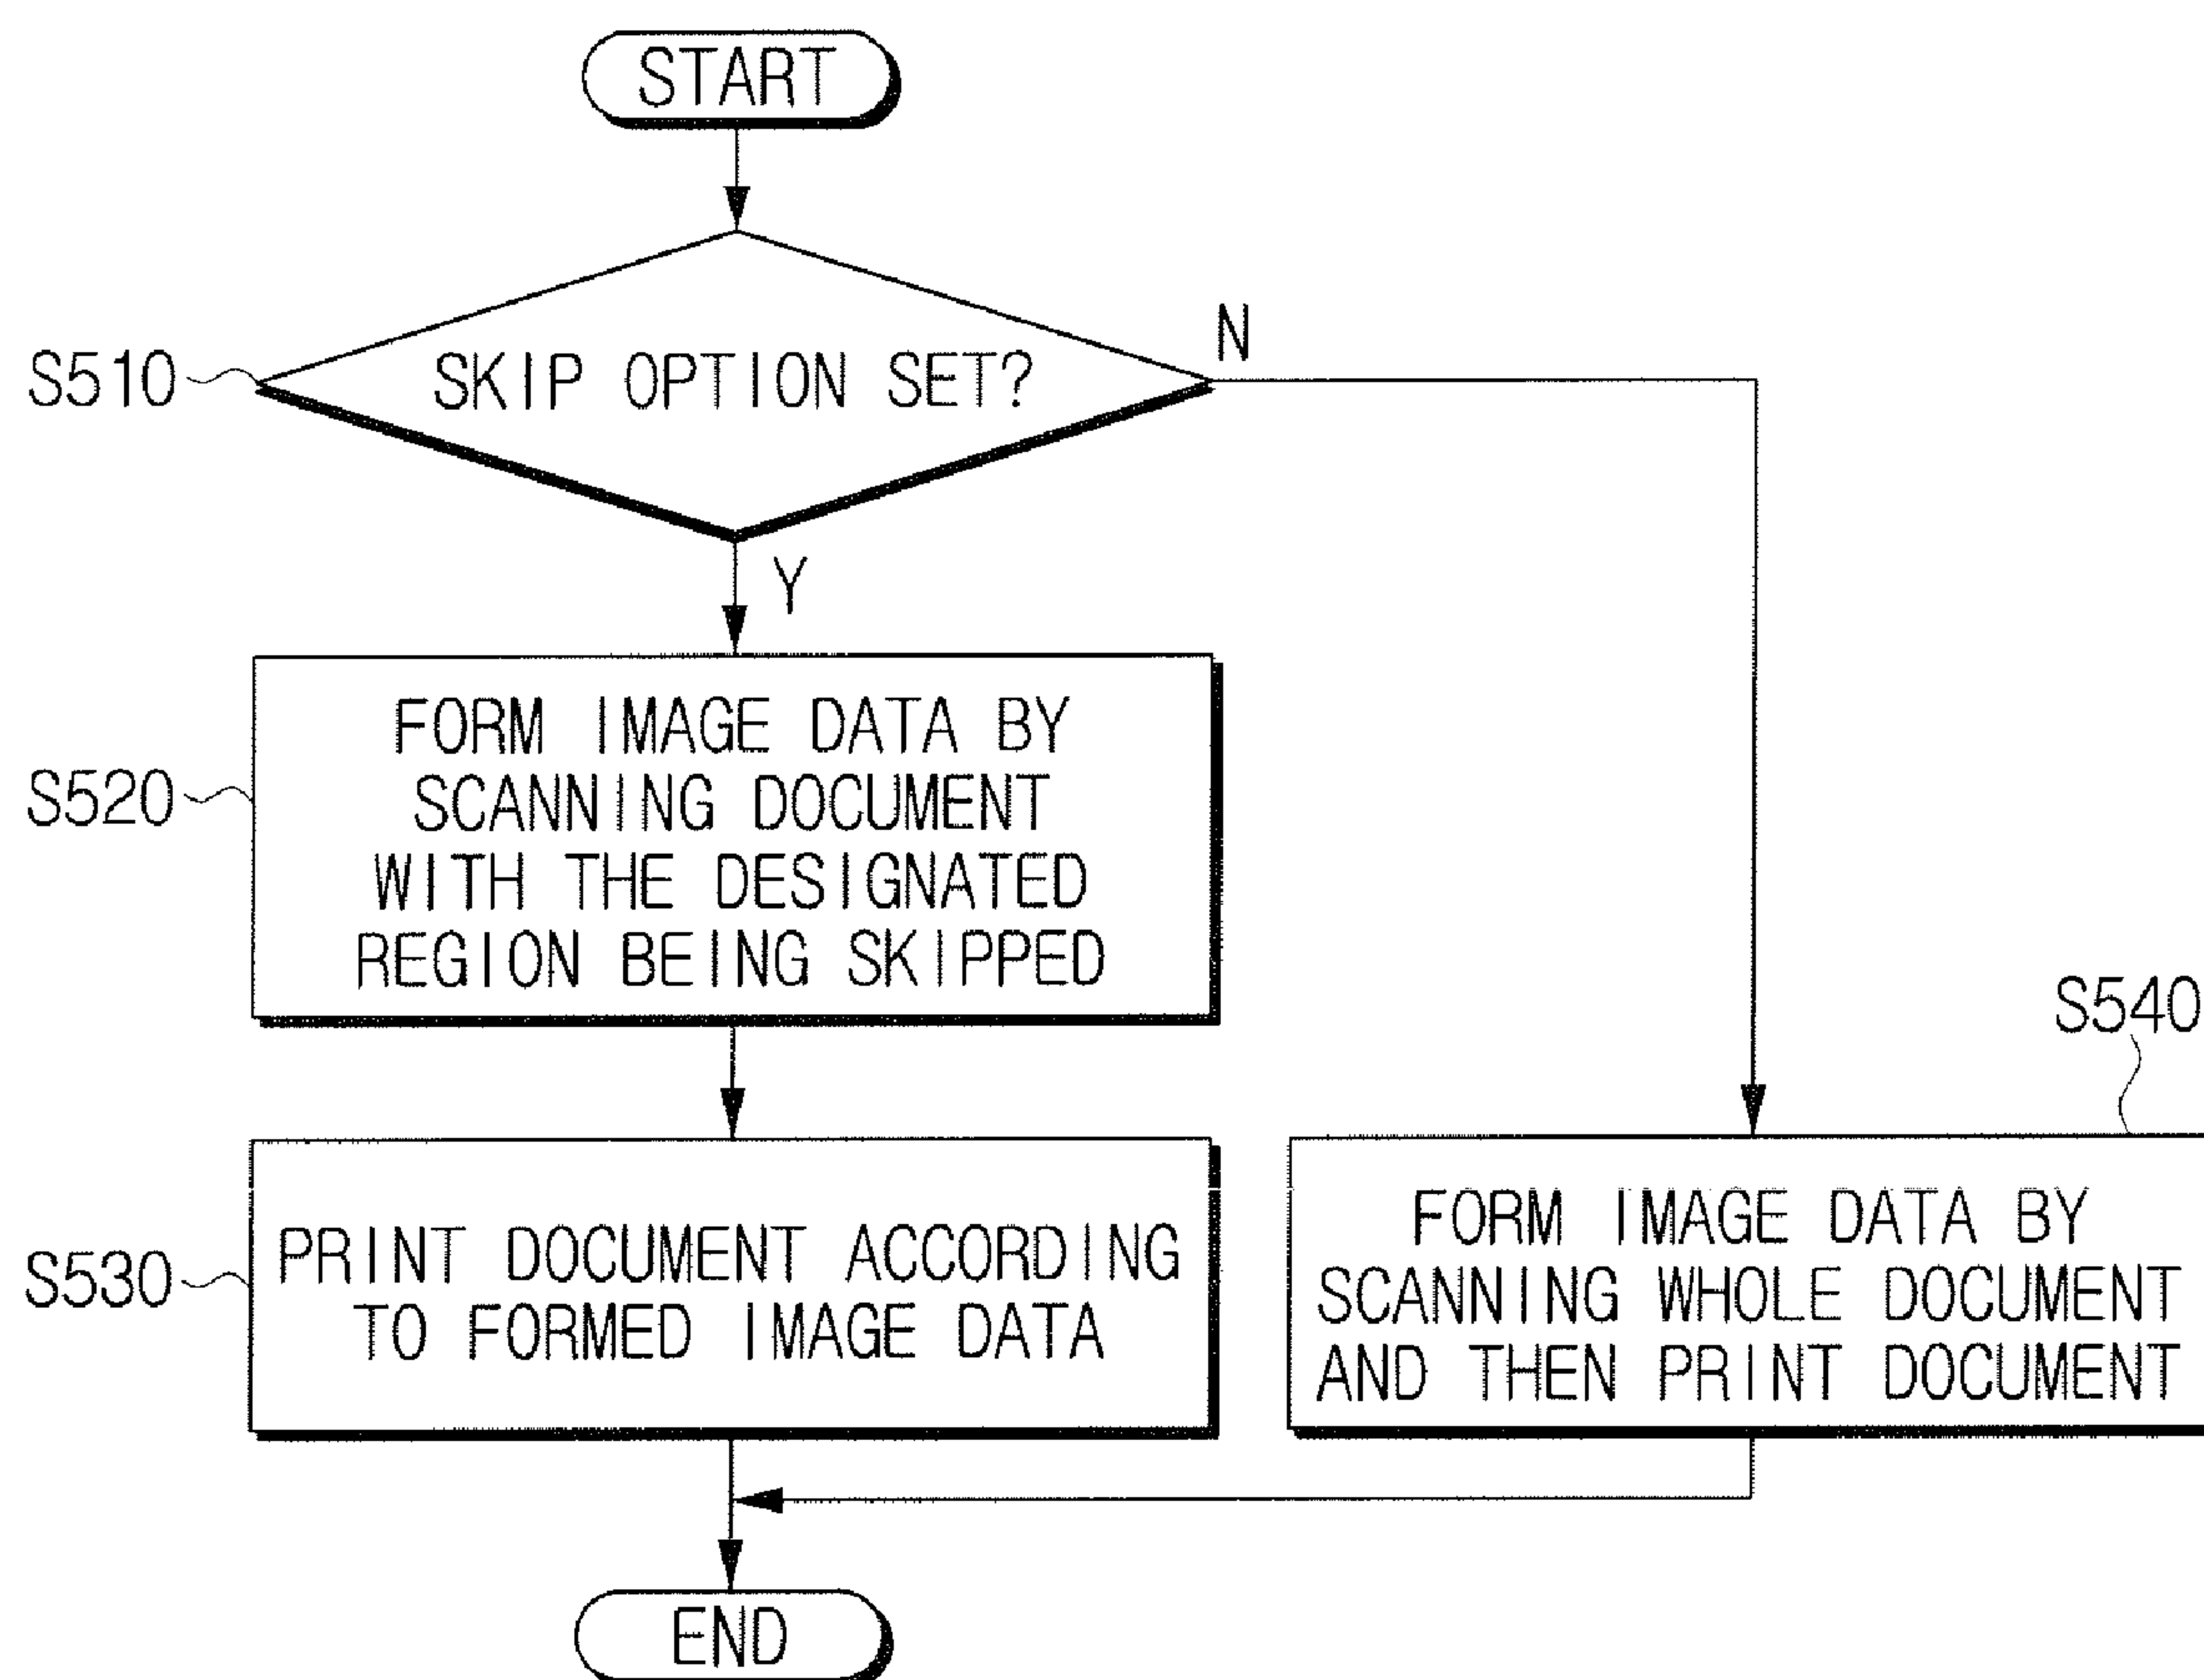 START
S510
SKIP OPTION SET?
N
Y
S520
FORM IMAGE DATA BY
SCANNING DOCUMENT
WITH THE DESIGNATED
REGION BEING SKIPPED
S530
PRINT DOCUMENT ACCORDING
TO FORMED IMAGE DATA
S540
FORM IMAGE DATA BY
SCANNING WHOLE DOCUMENT
AND THEN PRINT DOCUMENT
END